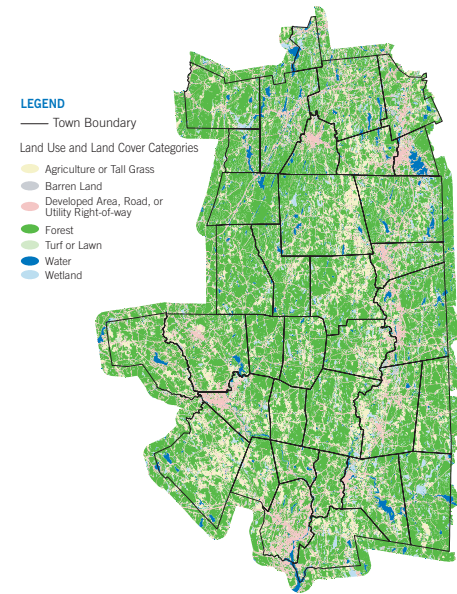 LEGEND
Town Boundary
Land Use and Land Cover Categories
Agriculture or Tall Grass
Barren Land
Developed Area, Road, or
Utility Right-of-way
Forest
Turf or Lawn
Water
Wetland